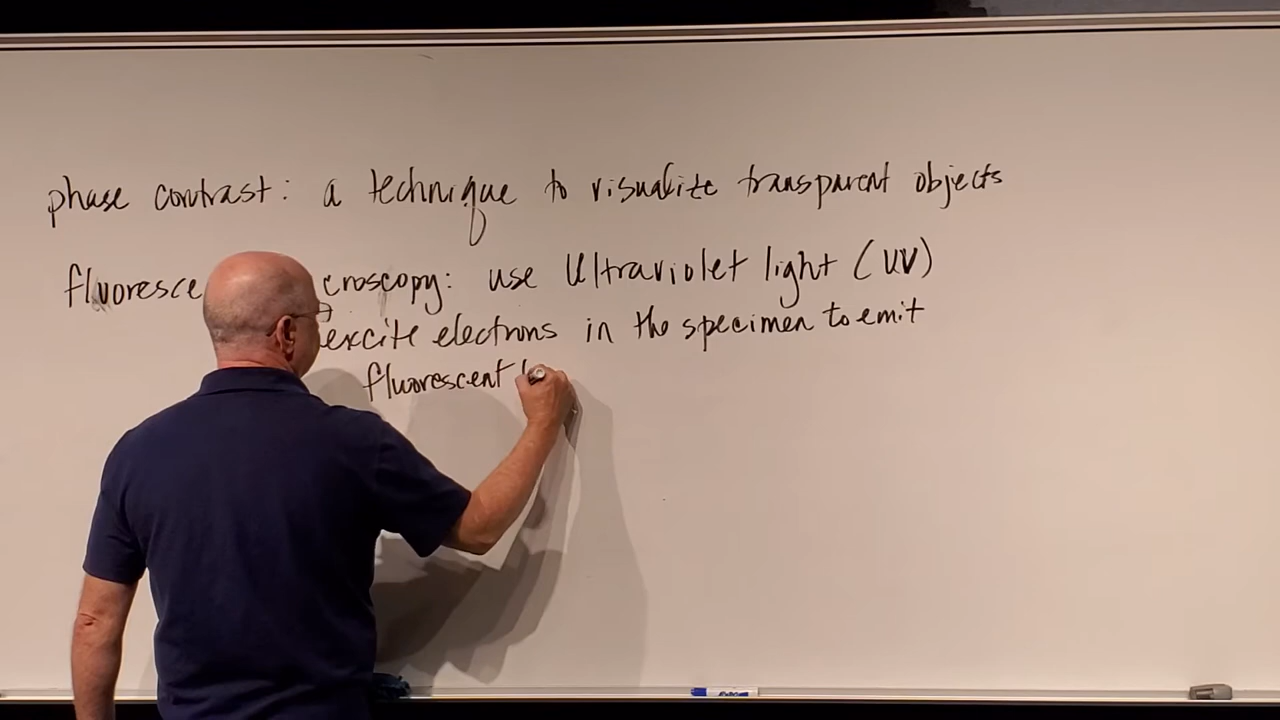 phase contrast: a technique to visualize transparent objects
fluoresce croscopy: use Ultraviolet light (UV)
excite electrons in the specimen to emit
fluorescent l